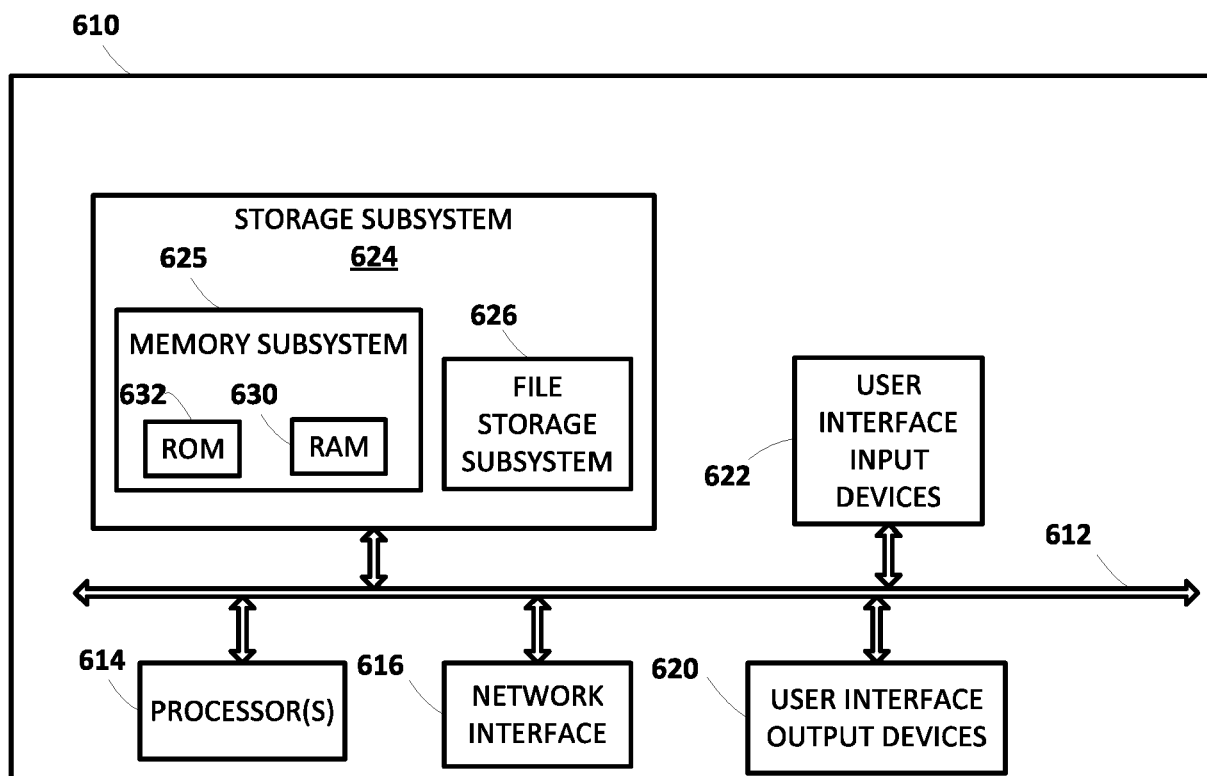 610
STORAGE SUBSYSTEM
624
625
MEMORY SUBSYSTEM
632
ROM
630
RAM
626
FILE
STORAGE
SUBSYSTEM
USER
INTERFACE
INPUT
DEVICES
622
612
614
PROCESSOR(S)
616
NETWORK
INTERFACE
620
USER INTERFACE
OUTPUT DEVICES